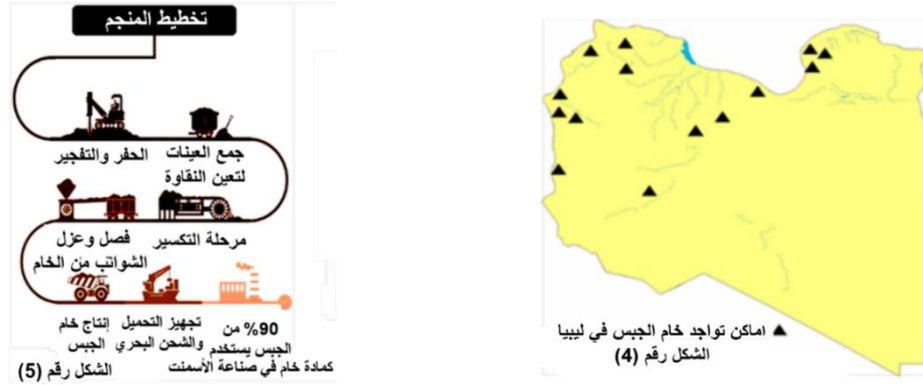 تخطيط المنجم
الحفر والتفجير
جمع العينات
لتعين النقاوة
مرحلة التكسير
فصل وعزل
الشوائب من الخام
إنتاج خام
الجبس
تجهيز التحميل
والشحن البحري
90% من
الجبس يستخدم
كمادة خام في صناعة الأسمنت
الشكل رقم (5)
اماكن تواجد خام الجبس في ليبيا
الشكل رقم (4)